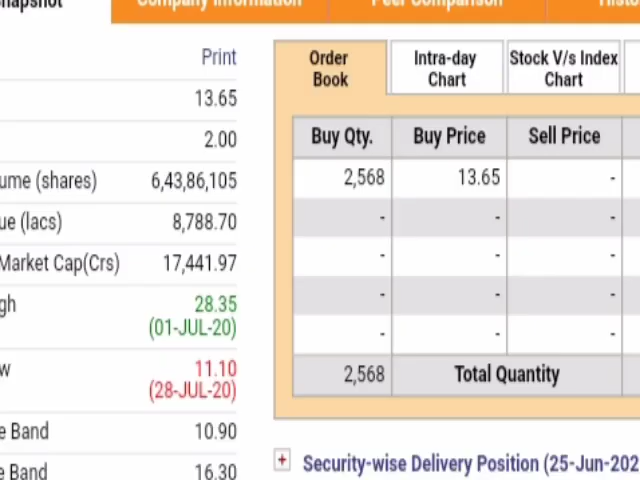 Snapshot
Company Information
Peer Comparison
Histo
Print
13.65
2.00
ume (shares) 6,43,86,105
ue (lacs) 8,788.70
Market Cap(Crs) 17,441.97
gh 28.35
(01-JUL-20)
w 11.10
(28-JUL-20)
e Band 10.90
e Band 16.30
Order
Book
Intra-day
Chart
Stock V/s Index
Chart
Buy Qty. Buy Price Sell Price
2,568 13.65 -
- - -
- - -
- - -
- - -
2,568 Total Quantity
+ Security-wise Delivery Position (25-Jun-202